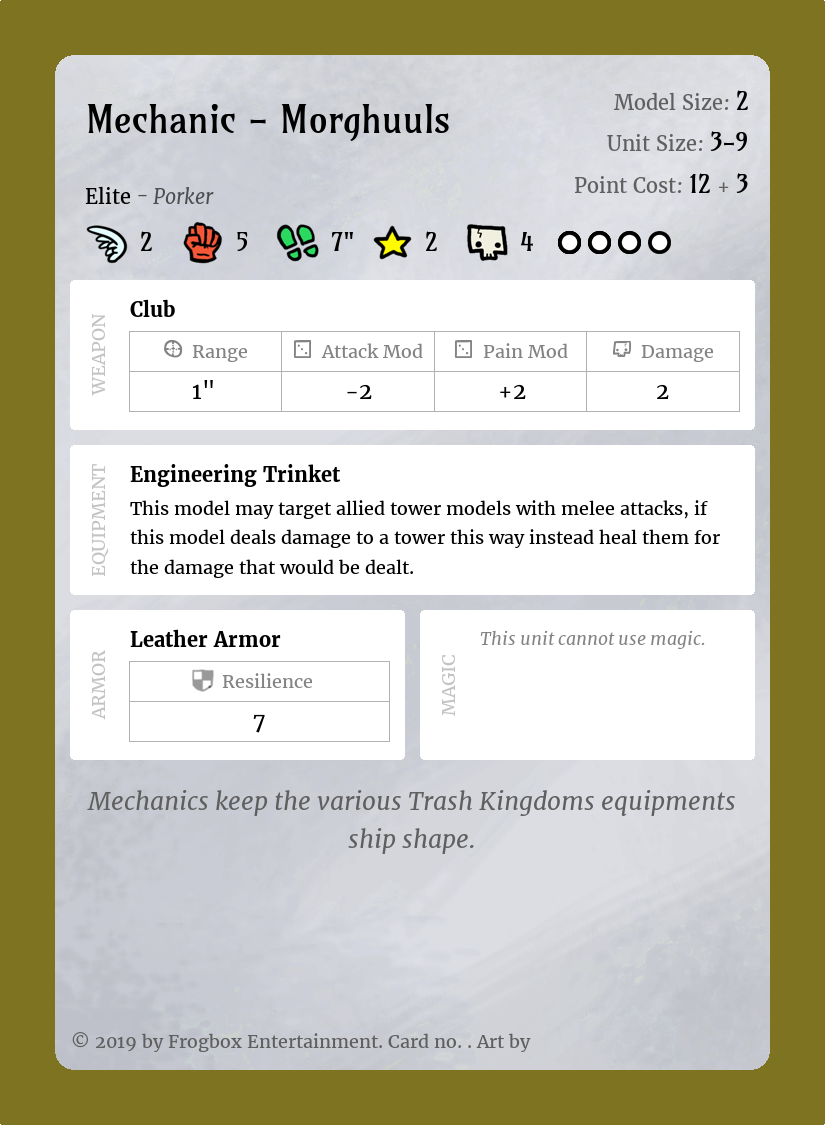 Mechanic - Morghuuls
Model Size: 2
Unit Size: 3-9
Point Cost: 12 + 3
Elite - Porker
2 5 7" 2 4
WEAPON
Club
Range Attack Mod Pain Mod Damage
1" -2 +2 2
EQUIPMENT
Engineering Trinket
This model may target allied tower models with melee attacks, if
this model deals damage to a tower this way instead heal them for
the damage that would be dealt.
ARMOR
Leather Armor
Resilience
7
MAGIC
This unit cannot use magic.
Mechanics keep the various Trash Kingdoms equipments
ship shape.
© 2019 by Frogbox Entertainment. Card no. . Art by